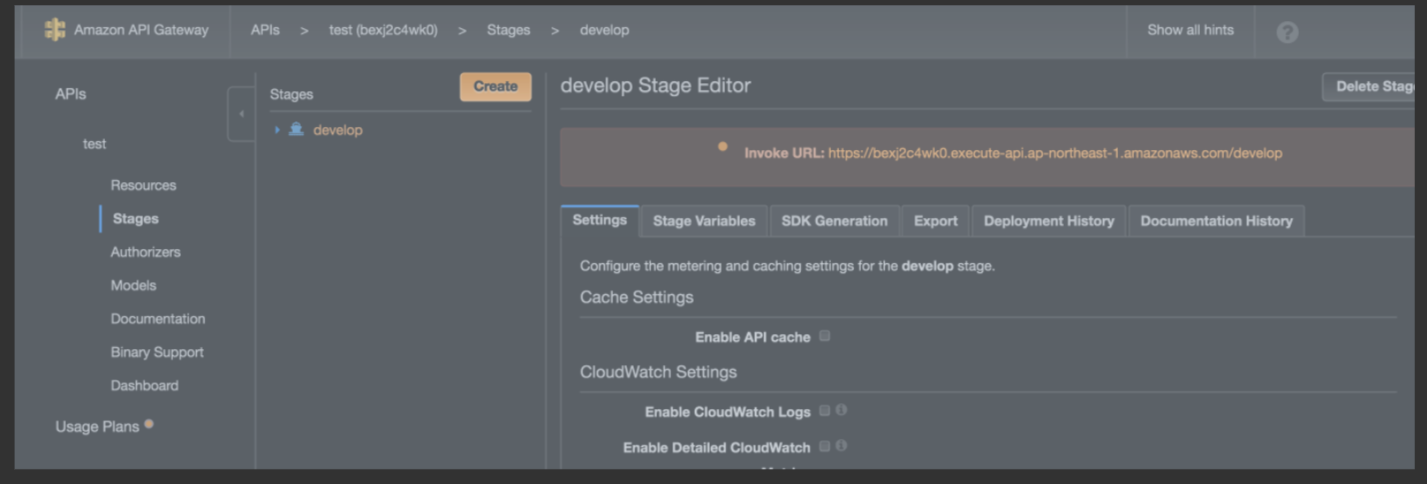 Amazon API Gateway APIs > test (bexj2c4wk0) > Stages > develop Show all hints ?
APIs
test
Resources
Stages
Authorizers
Models
Documentation
Binary Support
Dashboard
Usage Plans
Stages Create
develop
develop Stage Editor Delete Stag
Invoke URL: https://bexj2c4wk0.execute-api.ap-northeast-1.amazonaws.com/develop
Settings Stage Variables SDK Generation Export Deployment History Documentation History
Configure the metering and caching settings for the develop stage.
Cache Settings
Enable API cache
CloudWatch Settings
Enable CloudWatch Logs
Enable Detailed CloudWatch